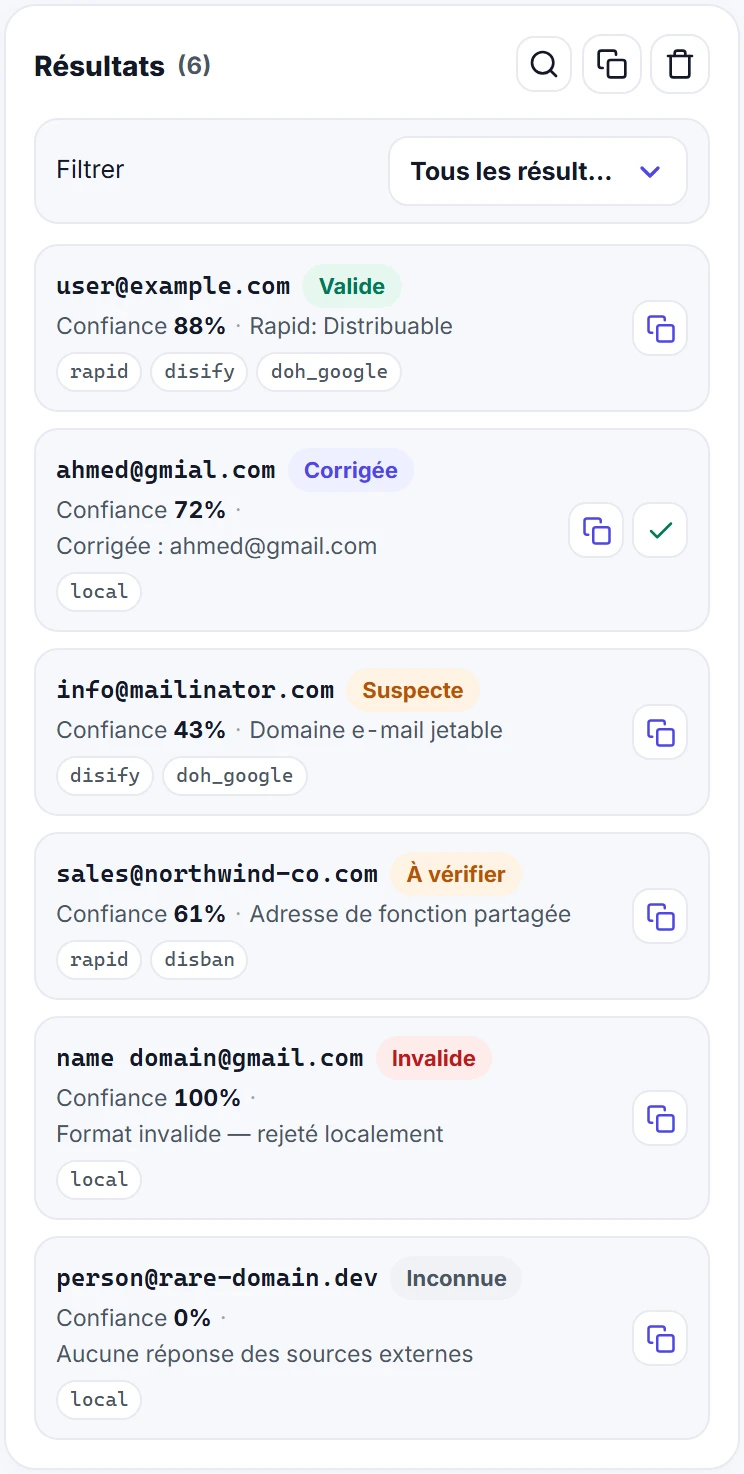 Résultats (6)
Filtrer Tous les résult...
user@example.com Valide
Confiance 88% · Rapid: Distribuable
rapid disify doh_google
ahmed@gmial.com Corrigée
Confiance 72% ·
Corrigée : ahmed@gmail.com
local
info@mailinator.com Suspecte
Confiance 43% · Domaine e-mail jetable
disify doh_google
sales@northwind-co.com À vérifier
Confiance 61% · Adresse de fonction partagée
rapid disban
name domain@gmail.com Invalide
Confiance 100% ·
Format invalide — rejeté localement
local
person@rare-domain.dev Inconnue
Confiance 0% ·
Aucune réponse des sources externes
local